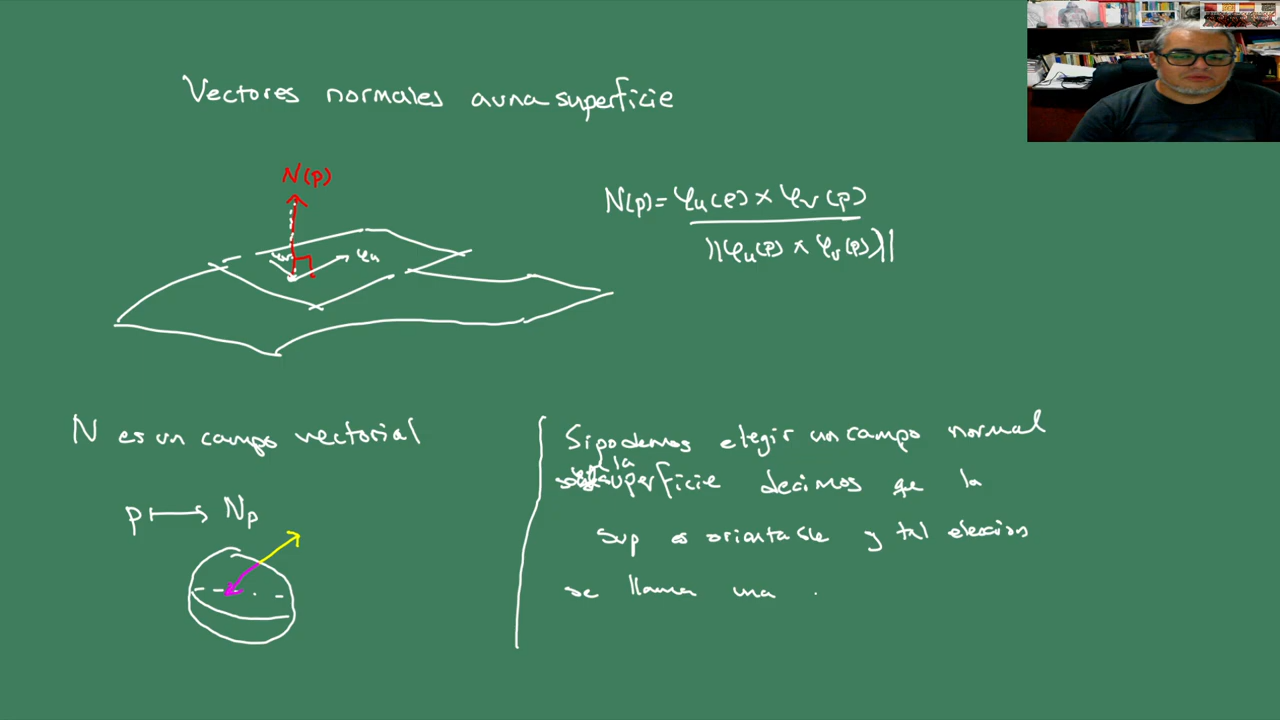 Vectores normales a una superficie
N(p)
φv φu
N(p) = φu(p) × φv(p)
||φu(p) × φv(p)||
N es un campo vectorial
p ↦ Np
Si podemos elegir un campo normal
la
superficie decimos que la
sup es orientable y tal elección
se llama una